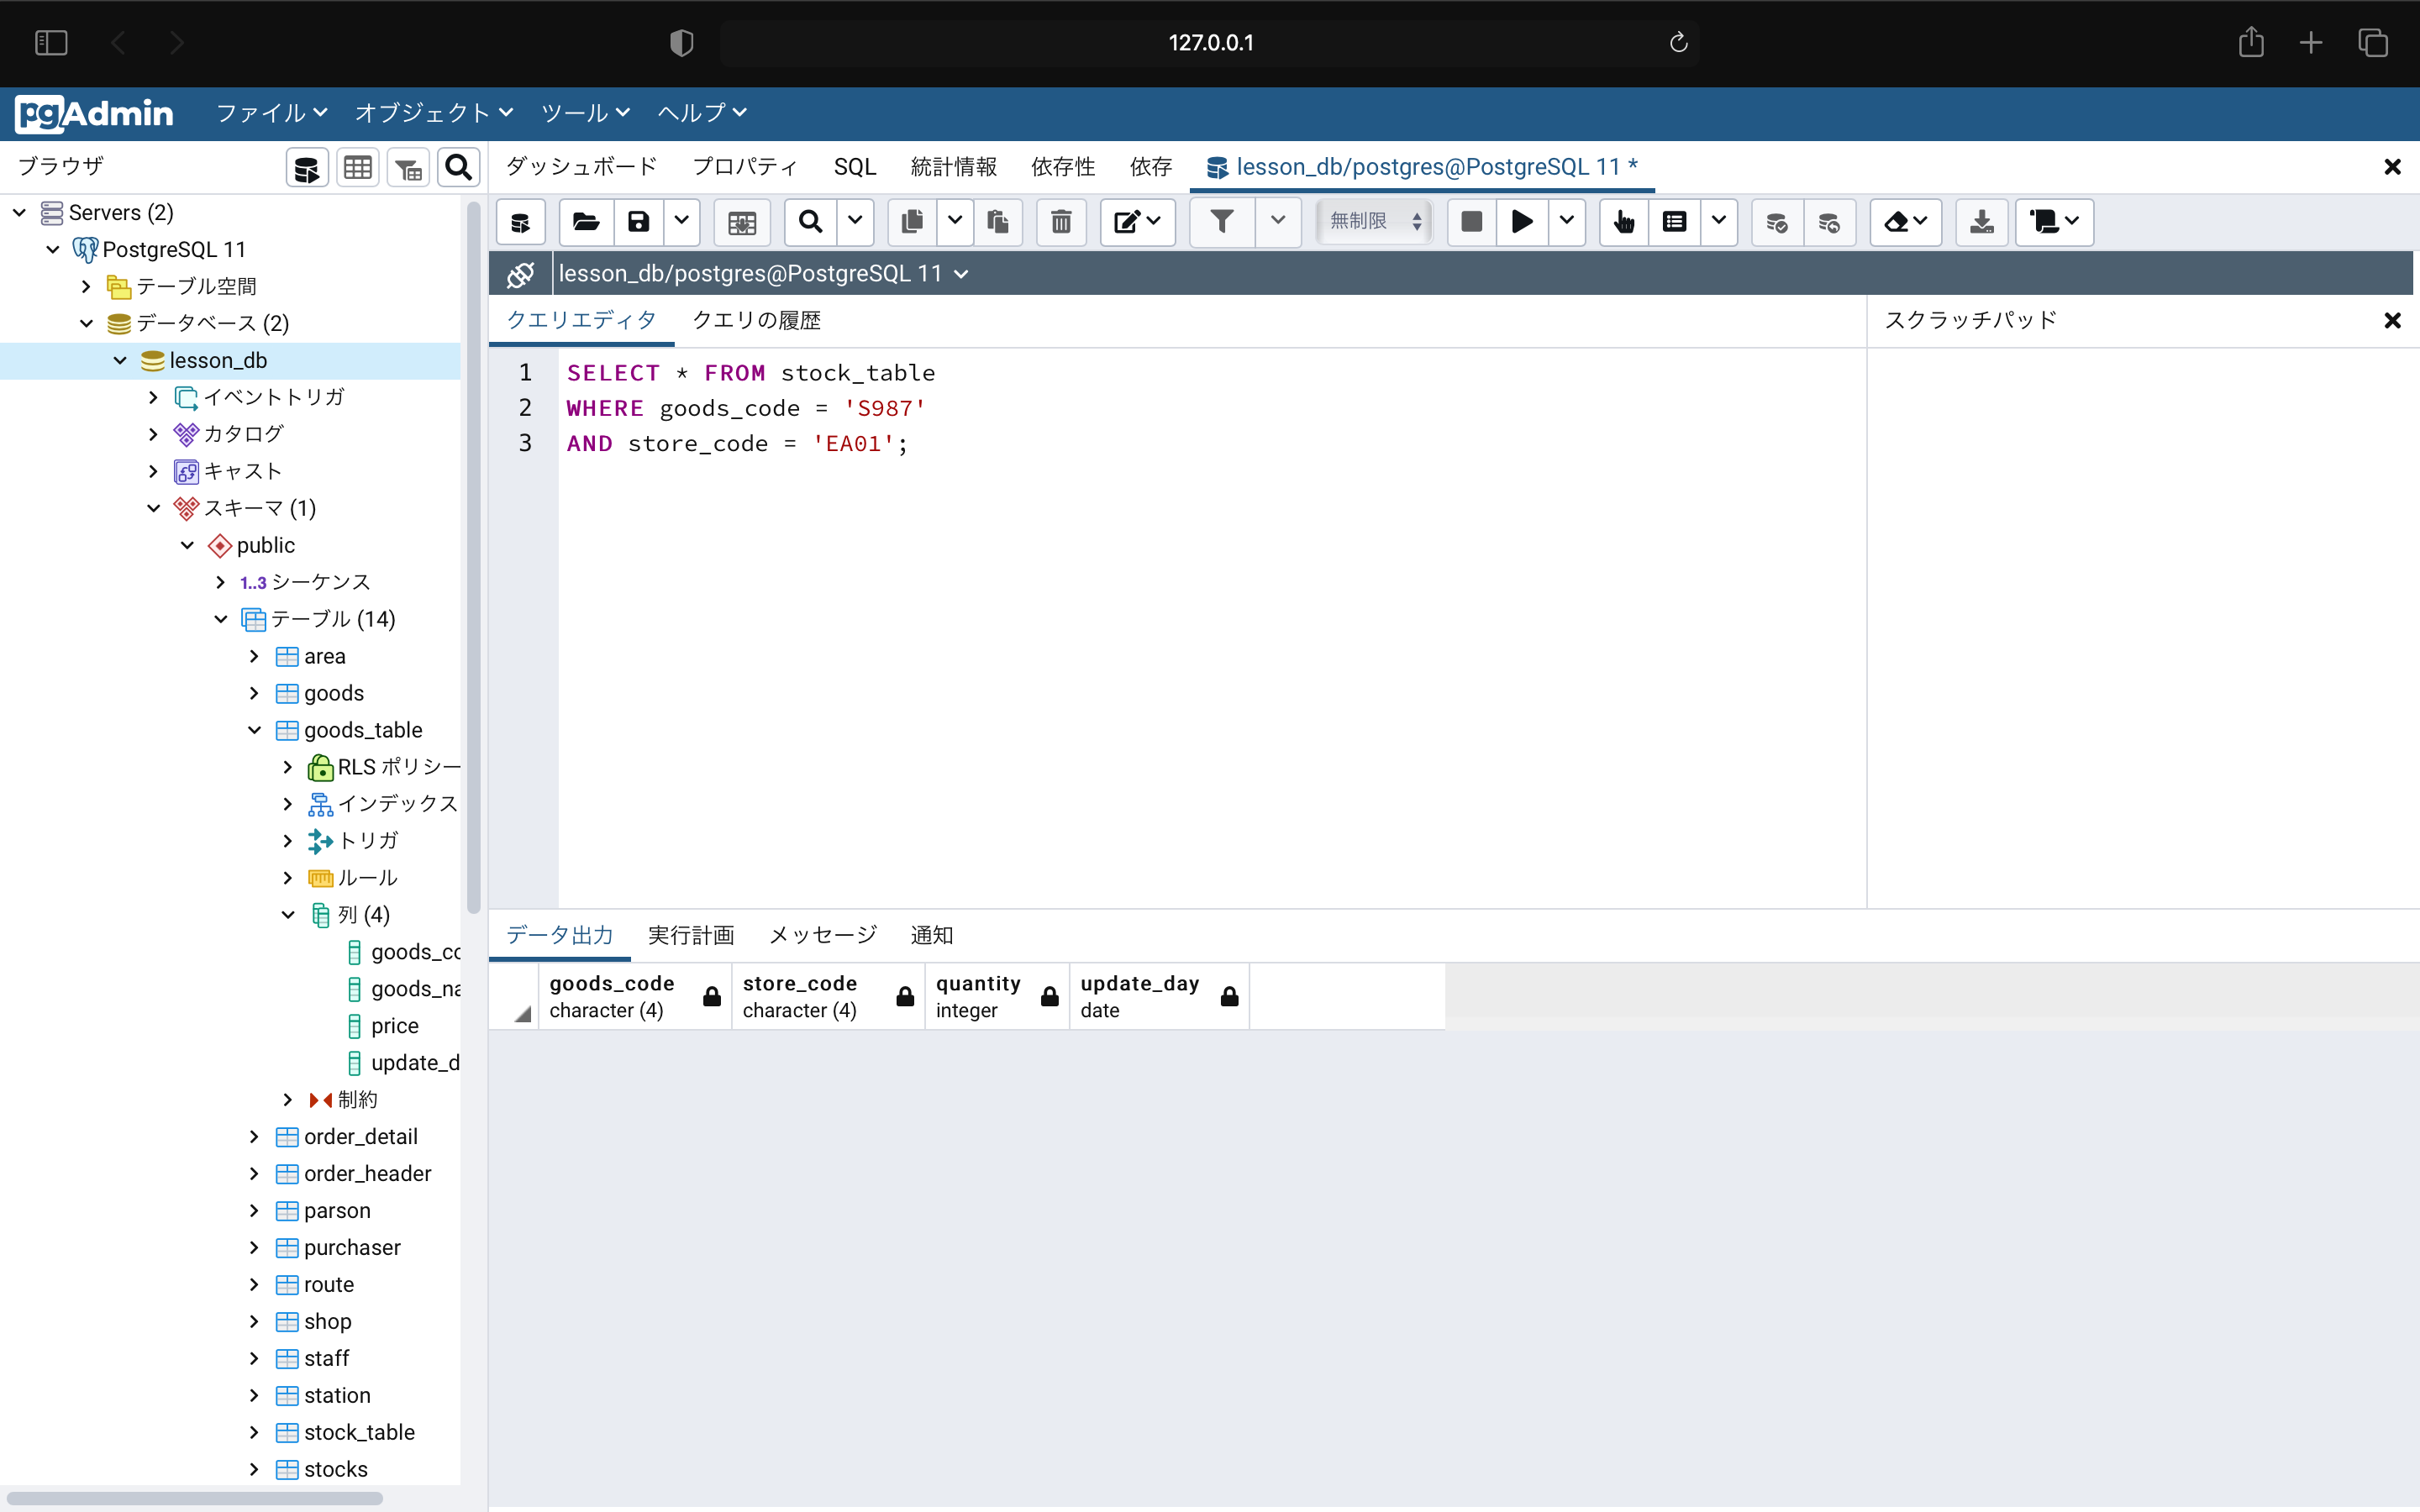 127.0.0.1
pgAdmin ファイル オブジェクト ツール ヘルプ
ブラウザ
ダッシュボード プロパティ SQL 統計情報 依存性 依存 lesson_db/postgres@PostgreSQL 11 *
無制限
lesson_db/postgres@PostgreSQL 11
クエリエディタ クエリの履歴
スクラッチパッド
1 SELECT * FROM stock_table
2 WHERE goods_code = 'S987'
3 AND store_code = 'EA01';
Servers (2)
PostgreSQL 11
テーブル空間
データベース (2)
lesson_db
イベントトリガ
カタログ
キャスト
スキーマ (1)
public
1..3 シーケンス
テーブル (14)
area
goods
goods_table
RLS ポリシー
インデックス
トリガ
ルール
列 (4)
goods_co
goods_na
price
update_d
制約
order_detail
order_header
parson
purchaser
route
shop
staff
station
stock_table
stocks
データ出力 実行計画 メッセージ 通知
goods_code store_code quantity update_day
character (4) character (4) integer date